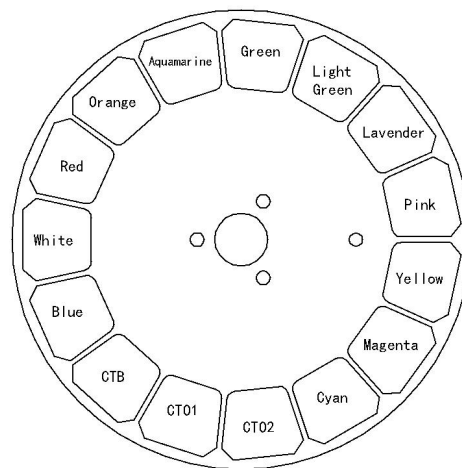 Green
Light
Green
Lavender
Pink
Yellow
Magenta
Cyan
CTO2
CTO1
CTB
Blue
White
Red
Orange
Aquamarine